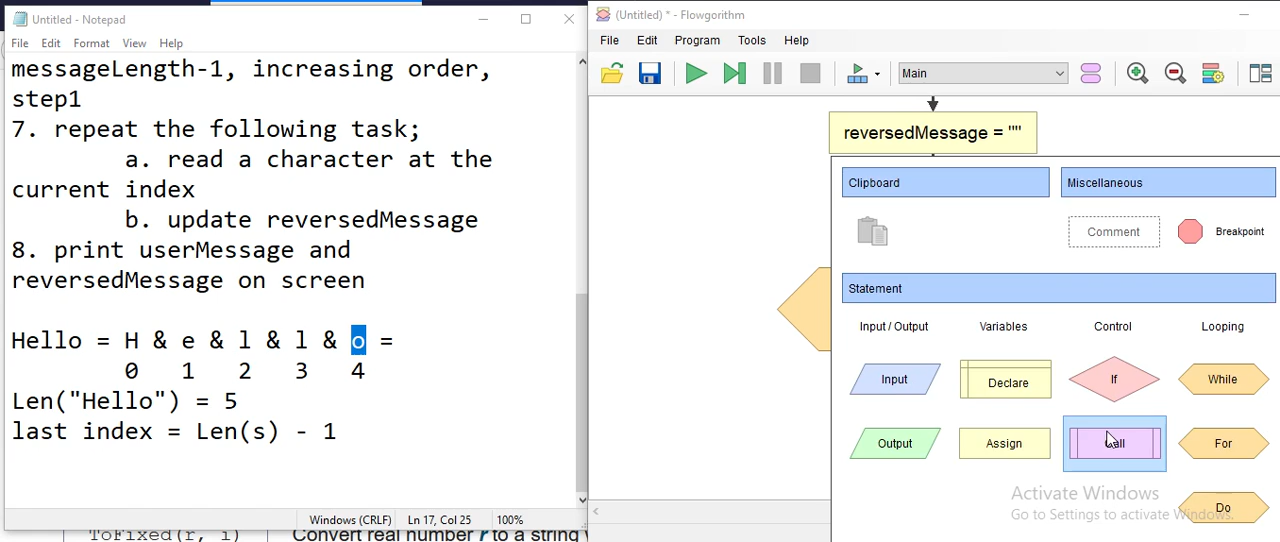 Untitled - Notepad
File Edit Format View Help
messageLength-1, increasing order,
step1
7. repeat the following task;
a. read a character at the
current index
b. update reversedMessage
8. print userMessage and
reversedMessage on screen
Hello = H & e & l & l & o =
0 1 2 3 4
Len("Hello") = 5
last index = Len(s) - 1
Windows (CRLF) Ln 17, Col 25 100%
ToFixed(r, i) Convert real number r to a string
(Untitled) * - Flowgorithm
File Edit Program Tools Help
Main
reversedMessage = ""
Clipboard Miscellaneous
Comment Breakpoint
Statement
Input / Output Variables Control Looping
Input Declare If While
Output Assign Call For
Do
Activate Windows
Go to Settings to activate Windows.